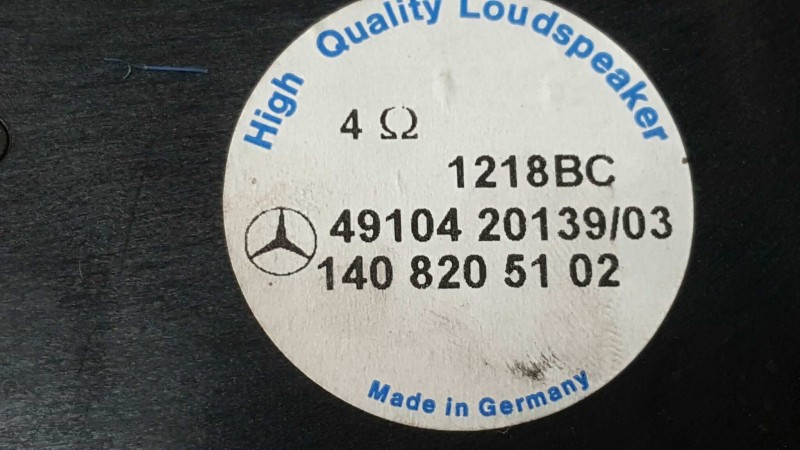 High Quality Loudspeaker
4 Ω
1218BC
49104 20139/03
140 820 51 02
Made in Germany